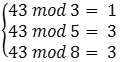 43 mod 3 = 1
43 mod 5 = 3
43 mod 8 = 3